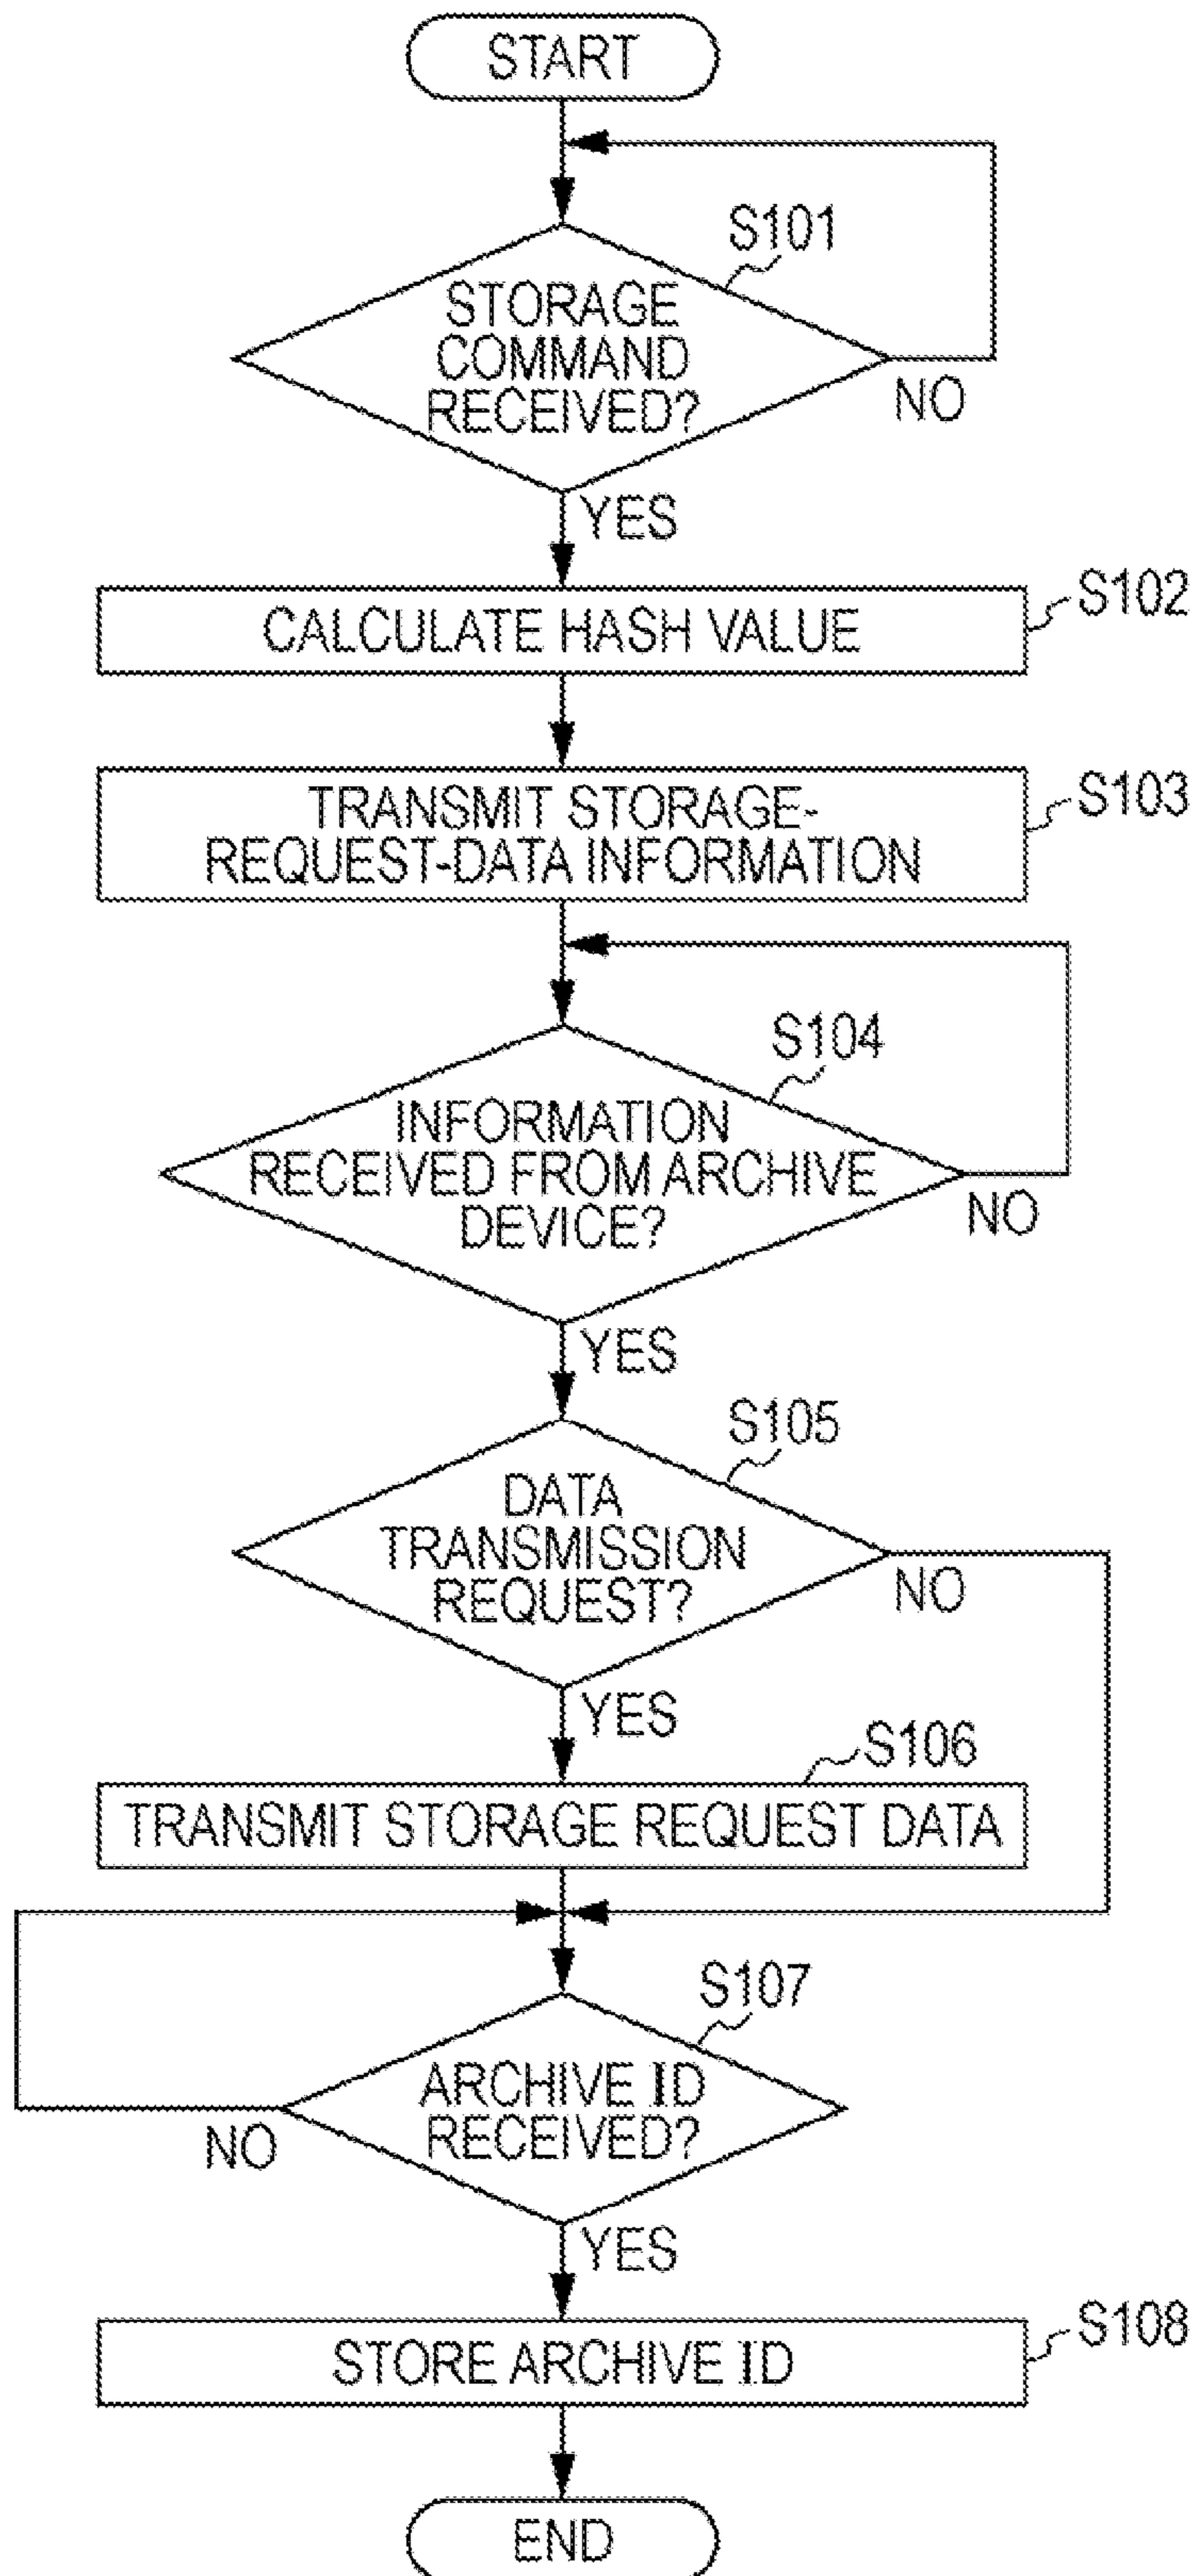 START
S101
STORAGE
COMMAND
RECEIVED?
NO
YES
S102
CALCULATE HASH VALUE
S103
TRANSMIT STORAGE-
REQUEST-DATA INFORMATION
S104
INFORMATION
RECEIVED FROM ARCHIVE
DEVICE?
NO
YES
S105
DATA
TRANSMISSION
REQUEST?
NO
YES
S106
TRANSMIT STORAGE REQUEST DATA
S107
ARCHIVE ID
RECEIVED?
NO
YES
S108
STORE ARCHIVE ID
END